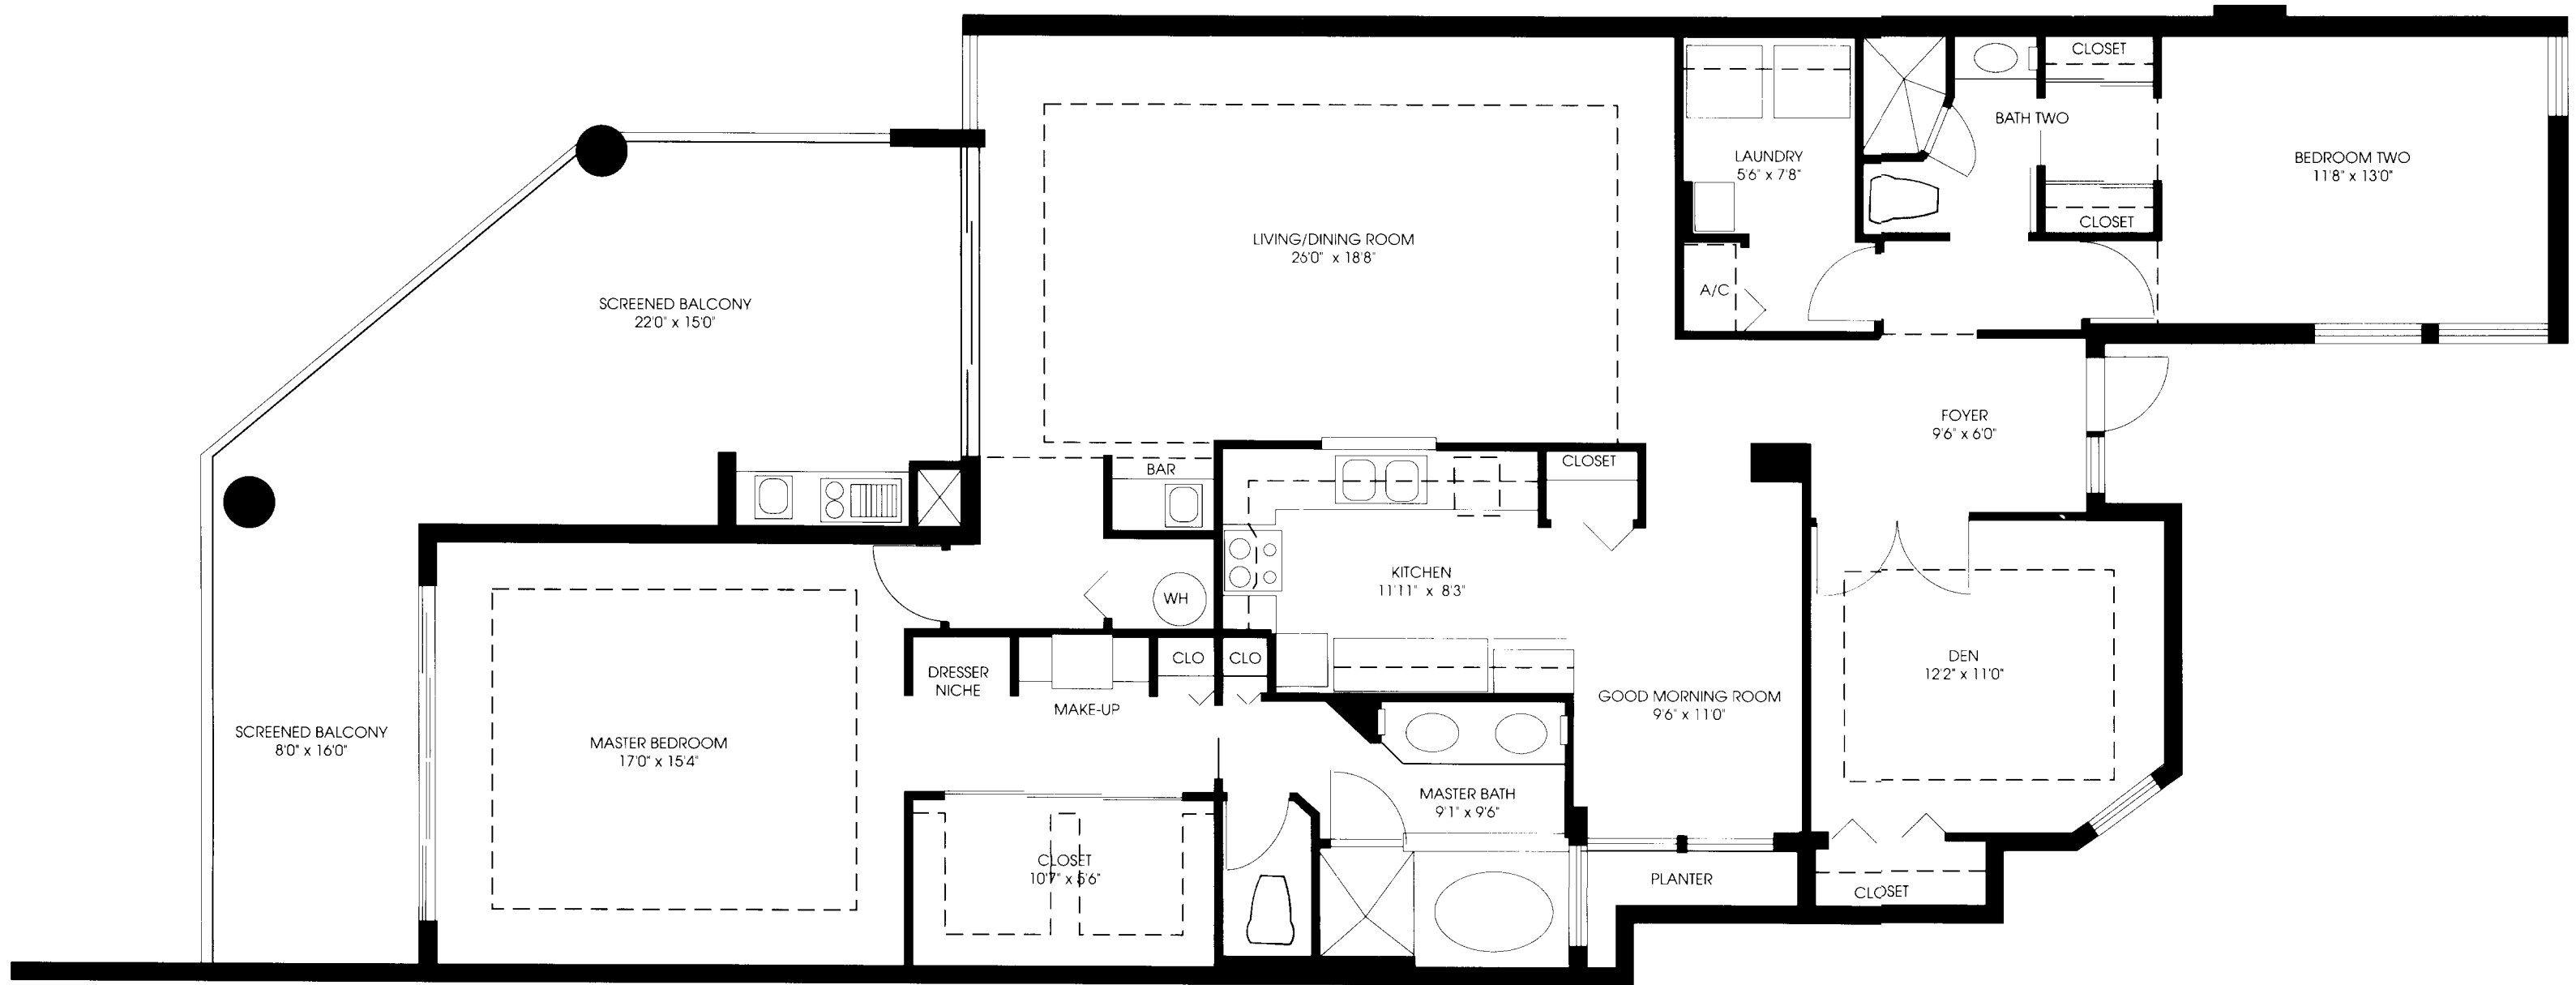 CLOSET
BATH TWO
LAUNDRY
5'6" x 7'8"
BEDROOM TWO
11'8" x 13'0"
CLOSET
LIVING/DINING ROOM
26'0" x 18'8"
A/C
SCREENED BALCONY
22'0" x 15'0"
FOYER
9'6" x 6'0"
BAR
CLOSET
KITCHEN
11'11" x 8'3"
WH
DRESSER
NICHE
CLO
CLO
MAKE-UP
DEN
12'2" x 11'0"
GOOD MORNING ROOM
9'6" x 11'0"
SCREENED BALCONY
8'0" x 16'0"
MASTER BEDROOM
17'0" x 15'4"
MASTER BATH
9'1" x 9'6"
CLOSET
10'7" x 5'6"
PLANTER
CLOSET